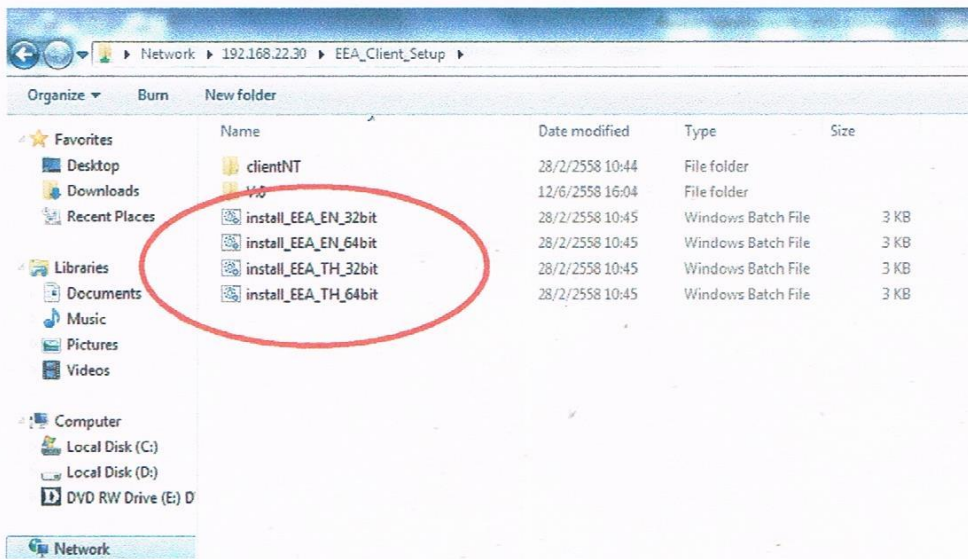 Network 192.168.22.30 EEA_Client_Setup
Organize Burn New folder
Favorites
Desktop
Downloads
Recent Places
Libraries
Documents
Music
Pictures
Videos
Computer
Local Disk (C:)
Local Disk (D:)
DVD RW Drive (E:) D
Network
Name Date modified Type Size
clientNT 28/2/2558 10:44 File folder
12/6/2558 16:04 File folder
install_EEA_EN_32bit 28/2/2558 10:45 Windows Batch File 3 KB
install_EEA_EN_64bit 28/2/2558 10:45 Windows Batch File 3 KB
install_EEA_TH_32bit 28/2/2558 10:45 Windows Batch File 3 KB
install_EEA_TH_64bit 28/2/2558 10:45 Windows Batch File 3 KB